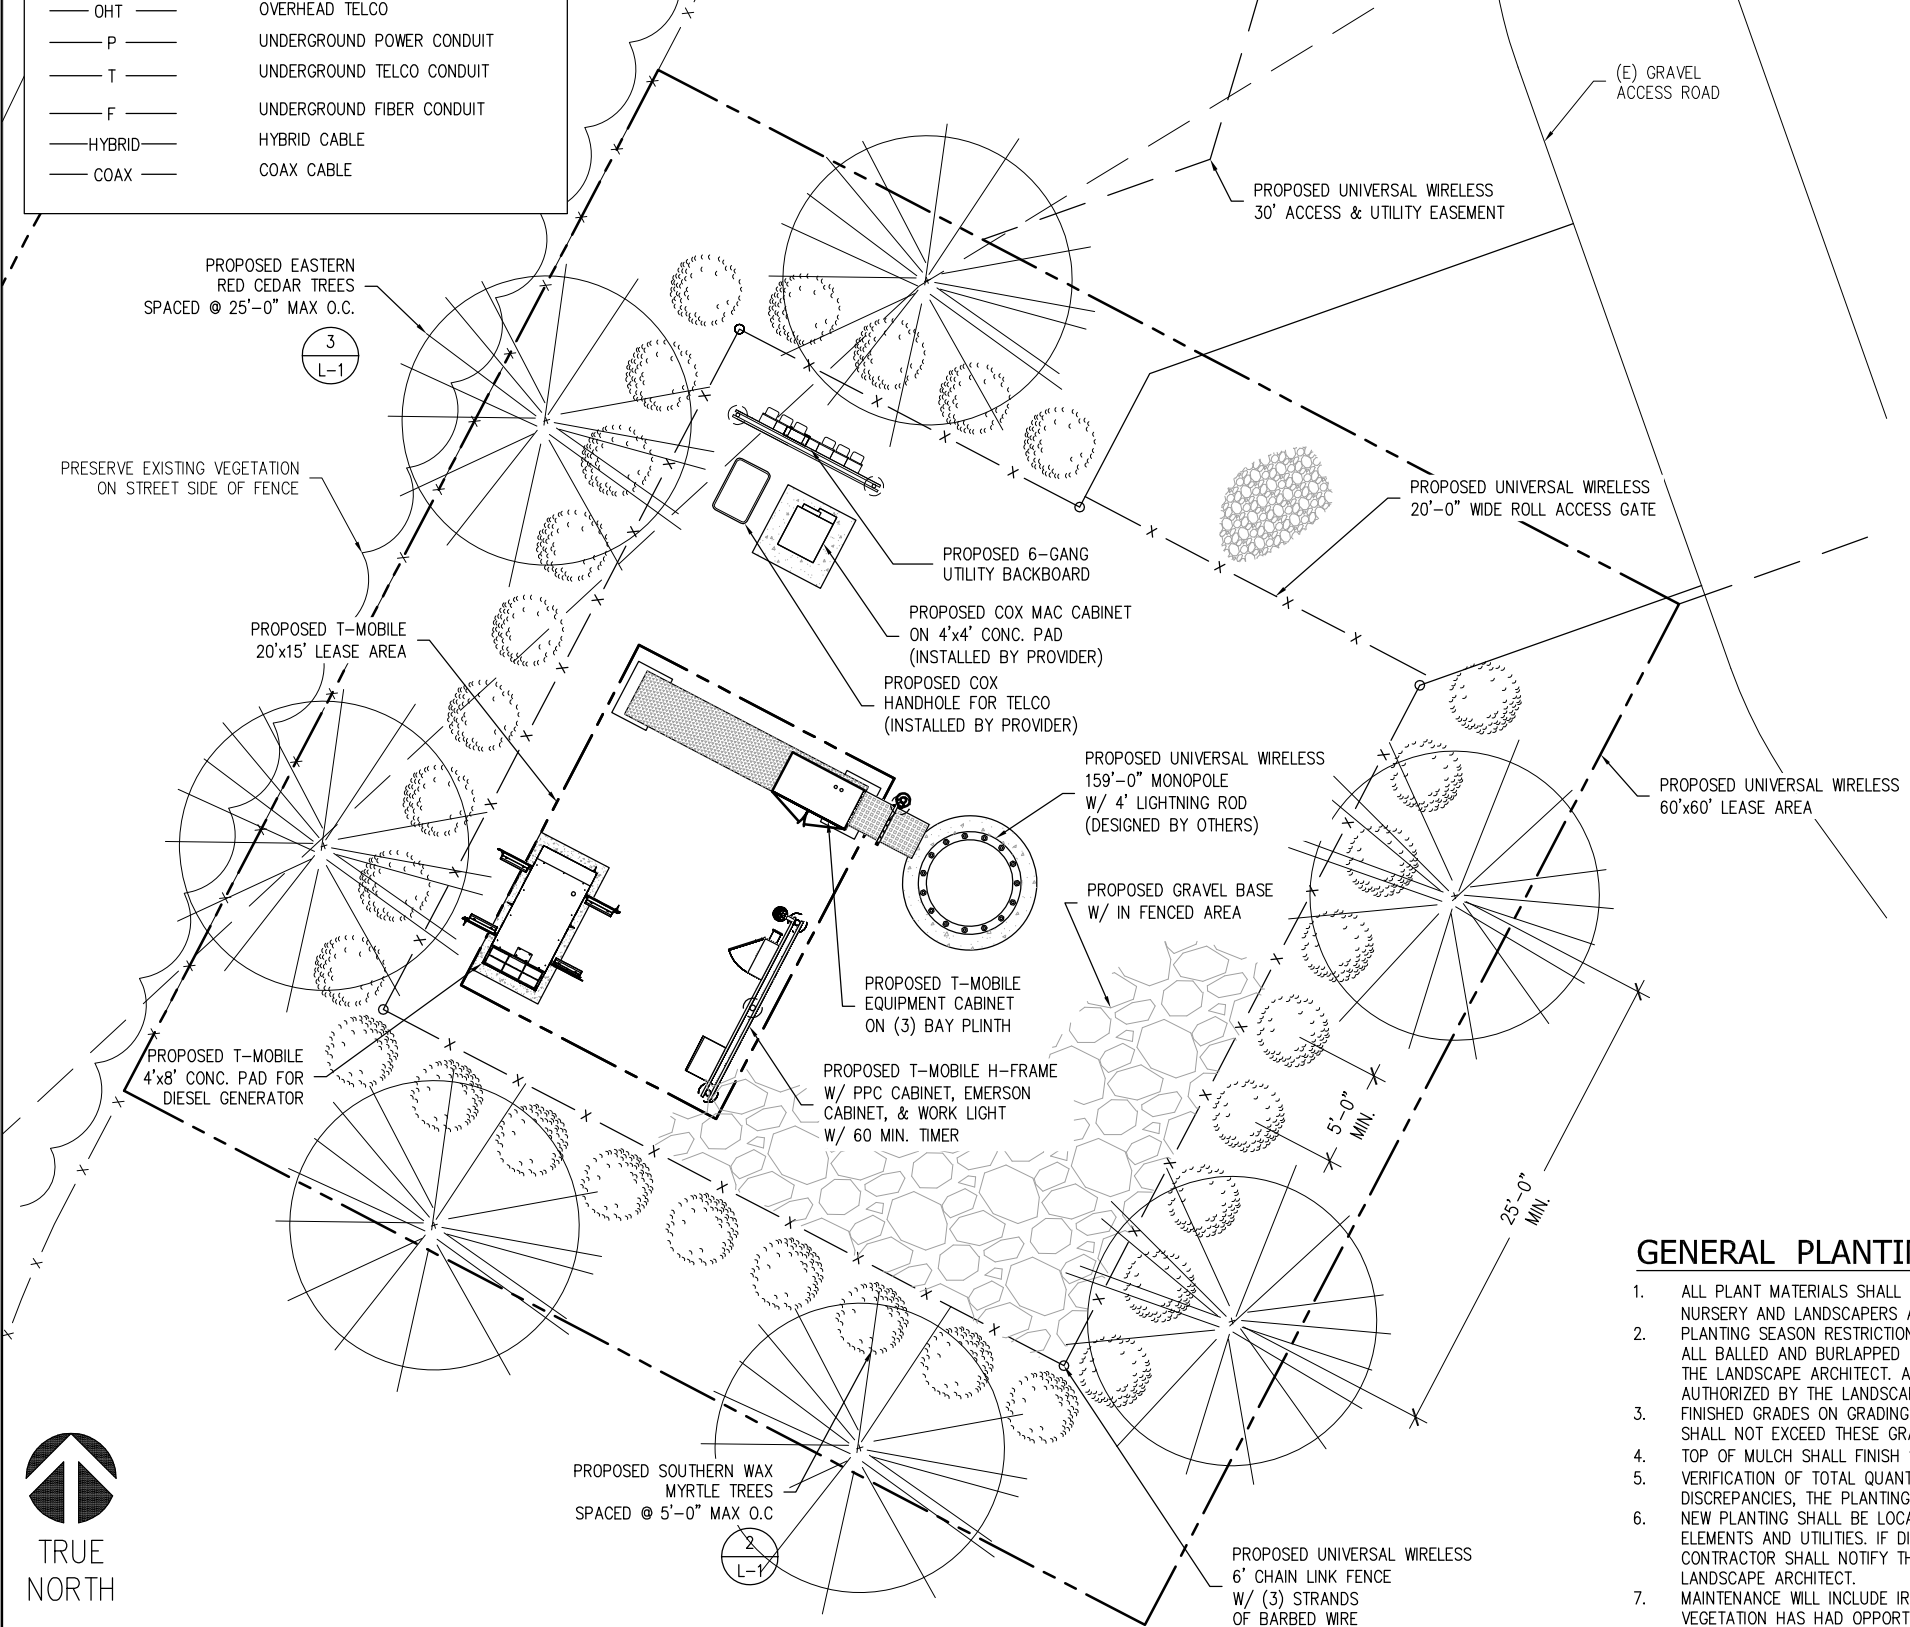 OHT
OVERHEAD TELCO
P
UNDERGROUND POWER CONDUIT
T
UNDERGROUND TELCO CONDUIT
F
UNDERGROUND FIBER CONDUIT
HYBRID
HYBRID CABLE
COAX
COAX CABLE
(E) GRAVEL
ACCESS ROAD
PROPOSED UNIVERSAL WIRELESS
30' ACCESS & UTILITY EASEMENT
PROPOSED EASTERN
RED CEDAR TREES
SPACED @ 25'-0" MAX O.C.
3
L-1
PRESERVE EXISTING VEGETATION
ON STREET SIDE OF FENCE
PROPOSED UNIVERSAL WIRELESS
20'-0" WIDE ROLL ACCESS GATE
PROPOSED 6-GANG
UTILITY BACKBOARD
PROPOSED COX MAC CABINET
ON 4'x4' CONC. PAD
(INSTALLED BY PROVIDER)
PROPOSED T-MOBILE
20'x15' LEASE AREA
PROPOSED COX
HANDHOLE FOR TELCO
(INSTALLED BY PROVIDER)
PROPOSED UNIVERSAL WIRELESS
159'-0" MONOPOLE
W/ 4' LIGHTNING ROD
(DESIGNED BY OTHERS)
PROPOSED UNIVERSAL WIRELESS
60'x60' LEASE AREA
PROPOSED GRAVEL BASE
W/ IN FENCED AREA
PROPOSED T-MOBILE
EQUIPMENT CABINET
ON (3) BAY PLINTH
PROPOSED T-MOBILE
4'x8' CONC. PAD FOR
DIESEL GENERATOR
PROPOSED T-MOBILE H-FRAME
W/ PPC CABINET, EMERSON
CABINET, & WORK LIGHT
W/ 60 MIN. TIMER
5'-0"
MIN.
25'-0"
MIN.
PROPOSED SOUTHERN WAX
MYRTLE TREES
SPACED @ 5'-0" MAX O.C
2
L-1
PROPOSED UNIVERSAL WIRELESS
6' CHAIN LINK FENCE
W/ (3) STRANDS
OF BARBED WIRE
TRUE
NORTH
GENERAL PLANTI
1. ALL PLANT MATERIALS SHALL
NURSERY AND LANDSCAPERS A
2. PLANTING SEASON RESTRICTION
ALL BALLED AND BURLAPPED
THE LANDSCAPE ARCHITECT. A
AUTHORIZED BY THE LANDSCA
3. FINISHED GRADES ON GRADING
SHALL NOT EXCEED THESE GRA
4. TOP OF MULCH SHALL FINISH
5. VERIFICATION OF TOTAL QUANT
DISCREPANCIES, THE PLANTING
6. NEW PLANTING SHALL BE LOCA
ELEMENTS AND UTILITIES. IF DI
CONTRACTOR SHALL NOTIFY TH
LANDSCAPE ARCHITECT.
7. MAINTENANCE WILL INCLUDE IR
VEGETATION HAS HAD OPPORT